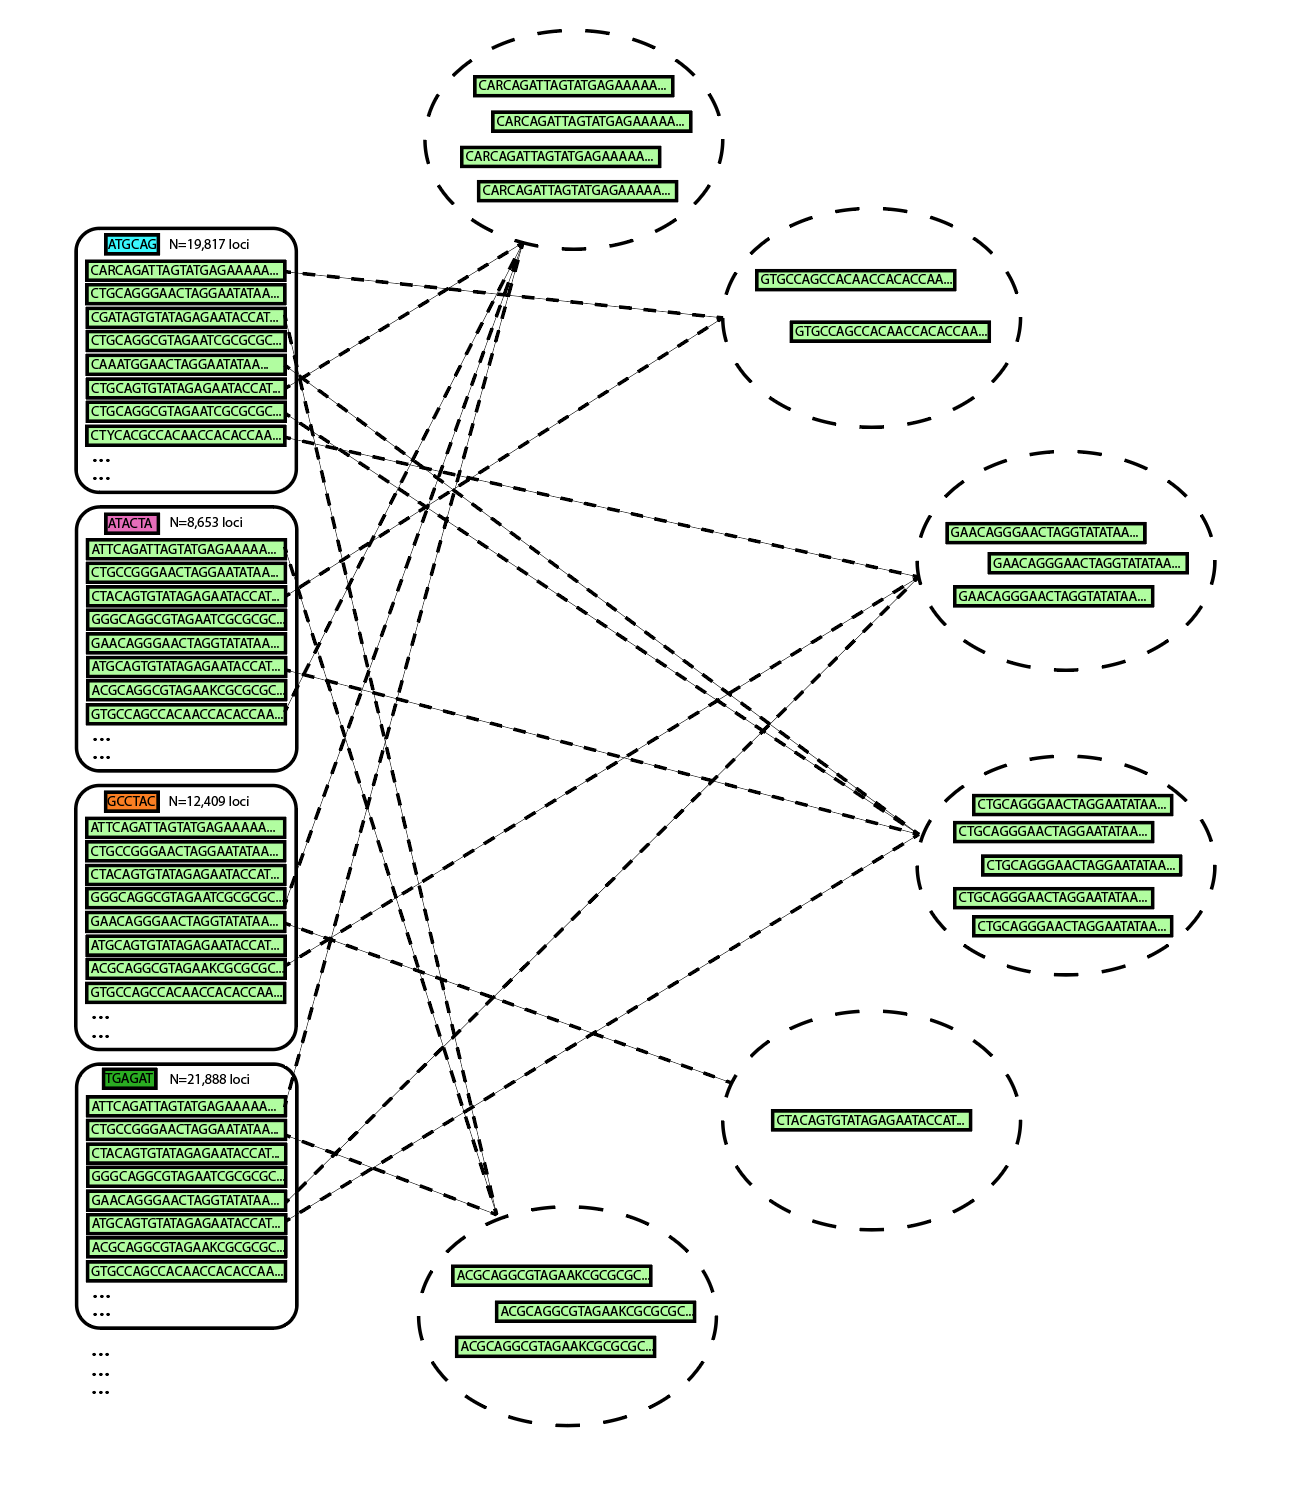 CARCAGATTAGTATGAGAAAAA...
CARCAGATTAGTATGAGAAAAA...
CARCAGATTAGTATGAGAAAAA...
CARCAGATTAGTATGAGAAAAA...
GTGCCAGCCACAACCACACCAA...
GTGCCAGCCACAACCACACCAA...
GAACAGGGAACTAGGTATATAA...
GAACAGGGAACTAGGTATATAA...
GAACAGGGAACTAGGTATATAA...
CTGCAGGGAACTAGGAATATAA...
CTGCAGGGAACTAGGAATATAA...
CTGCAGGGAACTAGGAATATAA...
CTGCAGGGAACTAGGAATATAA...
CTGCAGGGAACTAGGAATATAA...
CTACAGTGTATAGAGAATACCAT...
ACGCAGGCGTAGAAKCGCGCGC...
ACGCAGGCGTAGAAKCGCGCGC...
ACGCAGGCGTAGAAKCGCGCGC...
ATGCAG N=19,817 loci
CARCAGATTAGTATGAGAAAAA...
CTGCAGGGAACTAGGAATATAA...
CGATAGTGTATAGAGAATACCAT...
CTGCAGGCGTAGAATCGCGCGC...
CAAATGGAACTAGGAATATAA...
CTGCAGTGTATAGAGAATACCAT...
CTGCAGGCGTAGAATCGCGCGC...
CTYCACGCCACAACCACACCAA...
...
...
ATACTA N=8,653 loci
ATTCAGATTAGTATGAGAAAAA...
CTGCCGGGAACTAGGAATATAA...
CTACAGTGTATAGAGAATACCAT...
GGGCAGGCGTAGAATCGCGCGC...
GAACAGGGAACTAGGTATATAA...
ATGCAGTGTATAGAGAATACCAT...
ACGCAGGCGTAGAAKCGCGCGC...
GTGCCAGCCACAACCACACCAA...
...
...
GCCTAC N=12,409 loci
ATTCAGATTAGTATGAGAAAAA...
CTGCCGGGAACTAGGAATATAA...
CTACAGTGTATAGAGAATACCAT...
GGGCAGGCGTAGAATCGCGCGC...
GAACAGGGAACTAGGTATATAA...
ATGCAGTGTATAGAGAATACCAT...
ACGCAGGCGTAGAAKCGCGCGC...
GTGCCAGCCACAACCACACCAA...
...
...
TGAGAT N=21,888 loci
ATTCAGATTAGTATGAGAAAAA...
CTGCCGGGAACTAGGAATATAA...
CTACAGTGTATAGAGAATACCAT...
GGGCAGGCGTAGAATCGCGCGC...
GAACAGGGAACTAGGTATATAA...
ATGCAGTGTATAGAGAATACCAT...
ACGCAGGCGTAGAAKCGCGCGC...
GTGCCAGCCACAACCACACCAA...
...
...
...
...
...